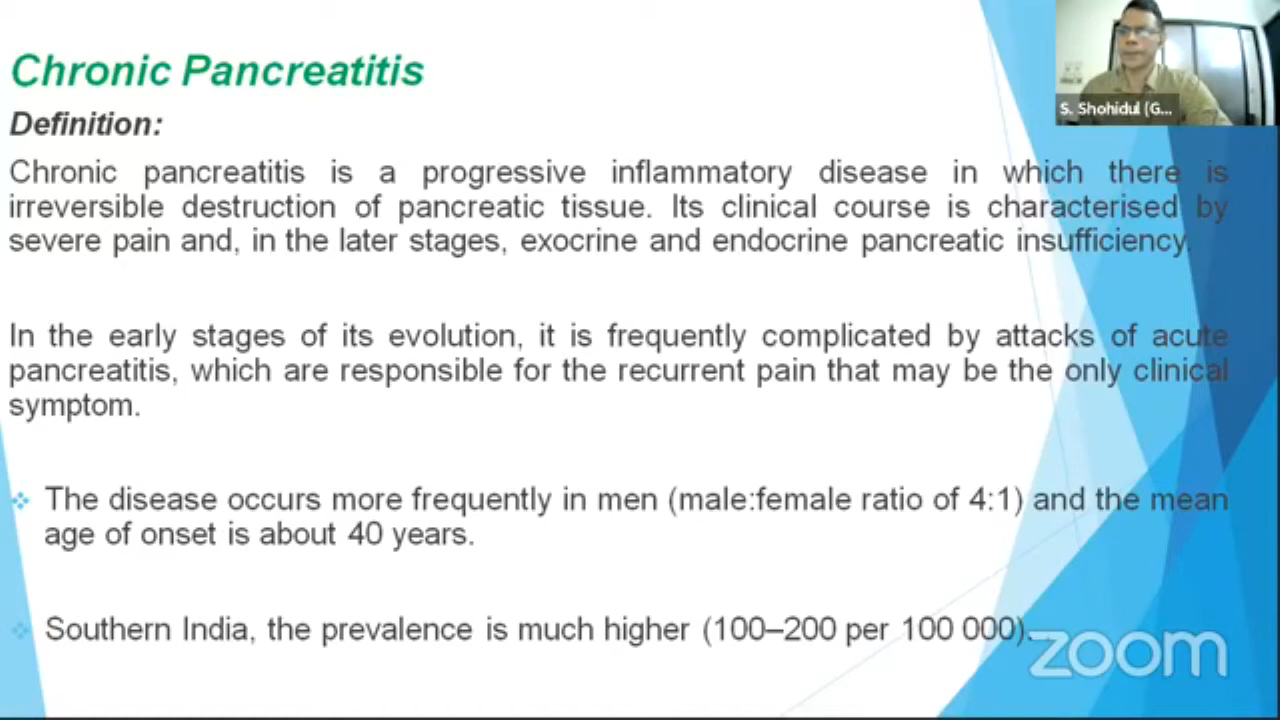 Chronic Pancreatitis
S. Shohidul (G...
Definition:
Chronic pancreatitis is a progressive inflammatory disease in which there is
irreversible destruction of pancreatic tissue. Its clinical course is characterised by
severe pain and, in the later stages, exocrine and endocrine pancreatic insufficiency.
In the early stages of its evolution, it is frequently complicated by attacks of acute
pancreatitis, which are responsible for the recurrent pain that may be the only clinical
symptom.
The disease occurs more frequently in men (male:female ratio of 4:1) and the mean
age of onset is about 40 years.
Southern India, the prevalence is much higher (100–200 per 100 000).
zoom